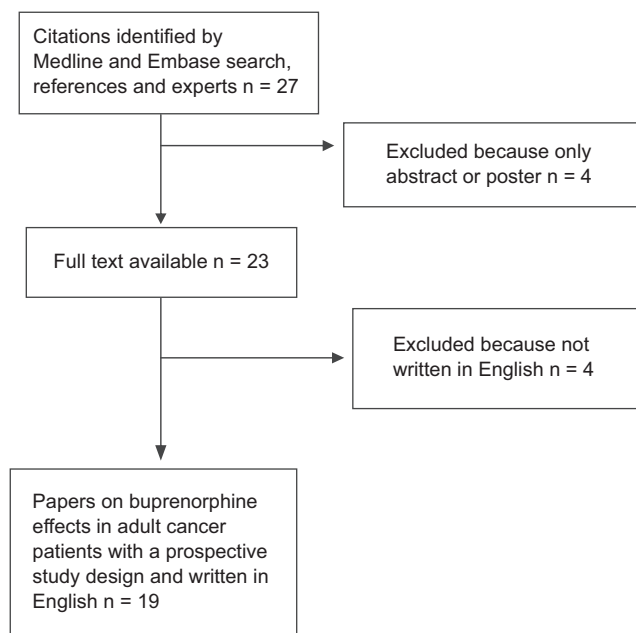 Citations identified by
Medline and Embase search,
references and experts n = 27
Excluded because only
abstract or poster n = 4
Full text available n = 23
Excluded because not
written in English n = 4
Papers on buprenorphine
effects in adult cancer
patients with a prospective
study design and written in
English n = 19